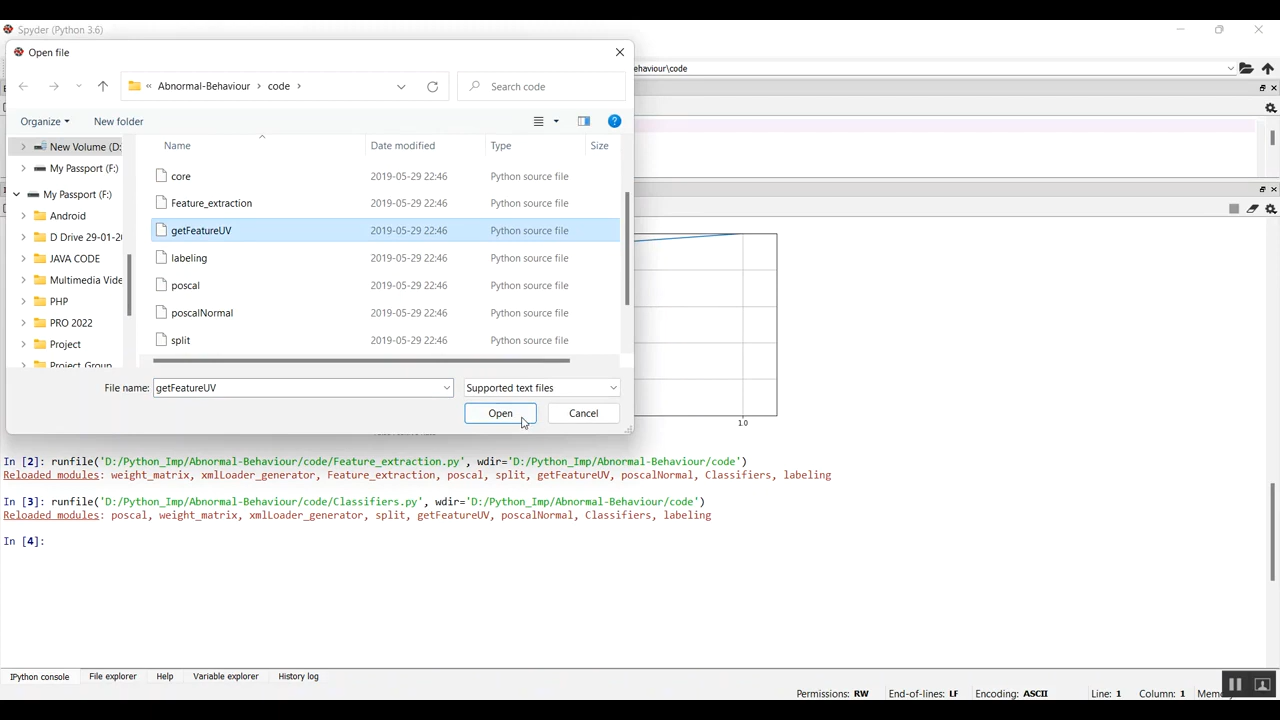 Spyder (Python 3.6)
Open file
« Abnormal-Behaviour > code >
Search code
ehaviour\code
Organize
New folder
New Volume (D:
My Passport (F:)
My Passport (F:)
Android
D Drive 29-01-2
JAVA CODE
Multimedia Vide
PHP
PRO 2022
Project
Project Group
Name Date modified Type Size
core 2019-05-29 22:46 Python source file
Feature_extraction 2019-05-29 22:46 Python source file
getFeatureUV 2019-05-29 22:46 Python source file
labeling 2019-05-29 22:46 Python source file
poscal 2019-05-29 22:46 Python source file
poscalNormal 2019-05-29 22:46 Python source file
split 2019-05-29 22:46 Python source file
File name: getFeatureUV
Supported text files
Open
Cancel
1.0
In [2]: runfile('D:/Python_Imp/Abnormal-Behaviour/code/Feature_extraction.py', wdir='D:/Python_Imp/Abnormal-Behaviour/code')
Reloaded modules: weight_matrix, xmlLoader_generator, Feature_extraction, poscal, split, getFeatureUV, poscalNormal, Classifiers, labeling
In [3]: runfile('D:/Python_Imp/Abnormal-Behaviour/code/Classifiers.py', wdir='D:/Python_Imp/Abnormal-Behaviour/code')
Reloaded modules: poscal, weight_matrix, xmlLoader_generator, split, getFeatureUV, poscalNormal, Classifiers, labeling
In [4]:
IPython console
File explorer
Help
Variable explorer
History log
Permissions: RW End-of-lines: LF Encoding: ASCII Line: 1 Column: 1